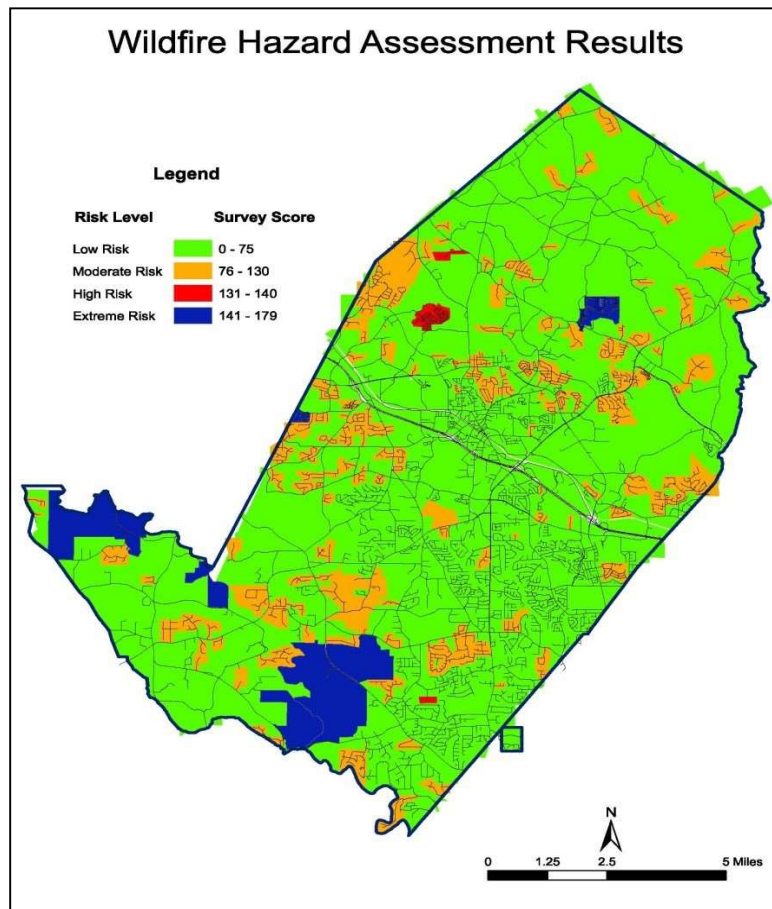 Wildfire Hazard Assessment Results
Legend
Risk Level Survey Score
Low Risk 0 - 75
Moderate Risk 76 - 130
High Risk 131 - 140
Extreme Risk 141 - 179
N
0 1.25 2.5 5 Miles